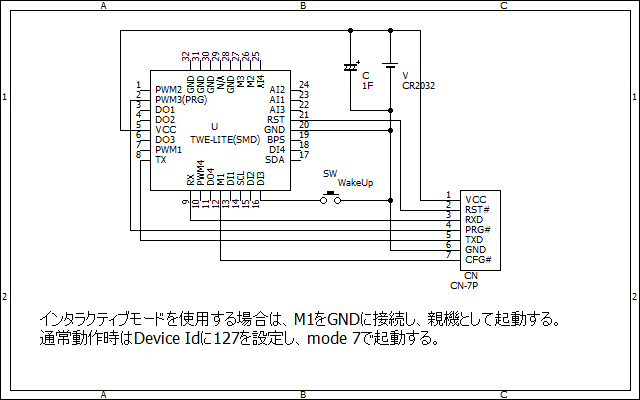 A B C
32 31 30 29 28 27 26 25
GND GND GND N/V GND M3 M2 AI4
1 PWM2 AI2 24
2 PWM3(PRG) AI1 23
3 DO1 AI3 22
4 DO2 RST 21
5 VCC GND 20
6 DO3 BPS 19
7 PWM1 DI4 18
8 TX SDA 17
U
TWE-LITE(SMD)
RX PWM4 DO4 M1 DI1 SCL DI2 DI3
9 10 11 12 13 14 15 16
C
1F
+
V
CR2032
SW
WakeUp
1 VCC
2 RST#
3 RXD
4 PRG#
5 TXD
6 GND
7 CFG#
CN
CN-7P
1 1
2 2
インタラクティブモードを使用する場合は、M1をGNDに接続し、親機として起動する。
通常動作時はDevice Idに127を設定し、mode 7で起動する。
A B C